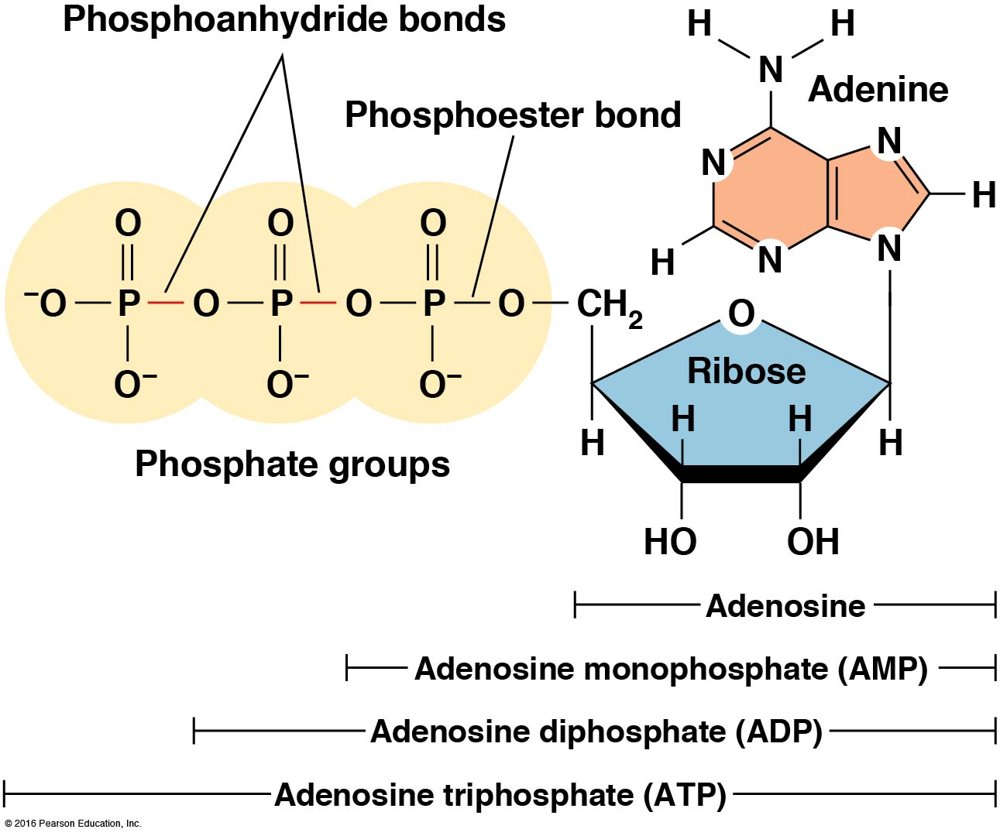 Phosphoanhydride bonds
H H
N
Adenine
Phosphoester bond
N N
H
O O O
N N
H
⁻O P O P O P O CH₂
O
Ribose
O⁻ O⁻ O⁻
H H
H H
Phosphate groups
HO OH
Adenosine
Adenosine monophosphate (AMP)
Adenosine diphosphate (ADP)
Adenosine triphosphate (ATP)
© 2016 Pearson Education, Inc.